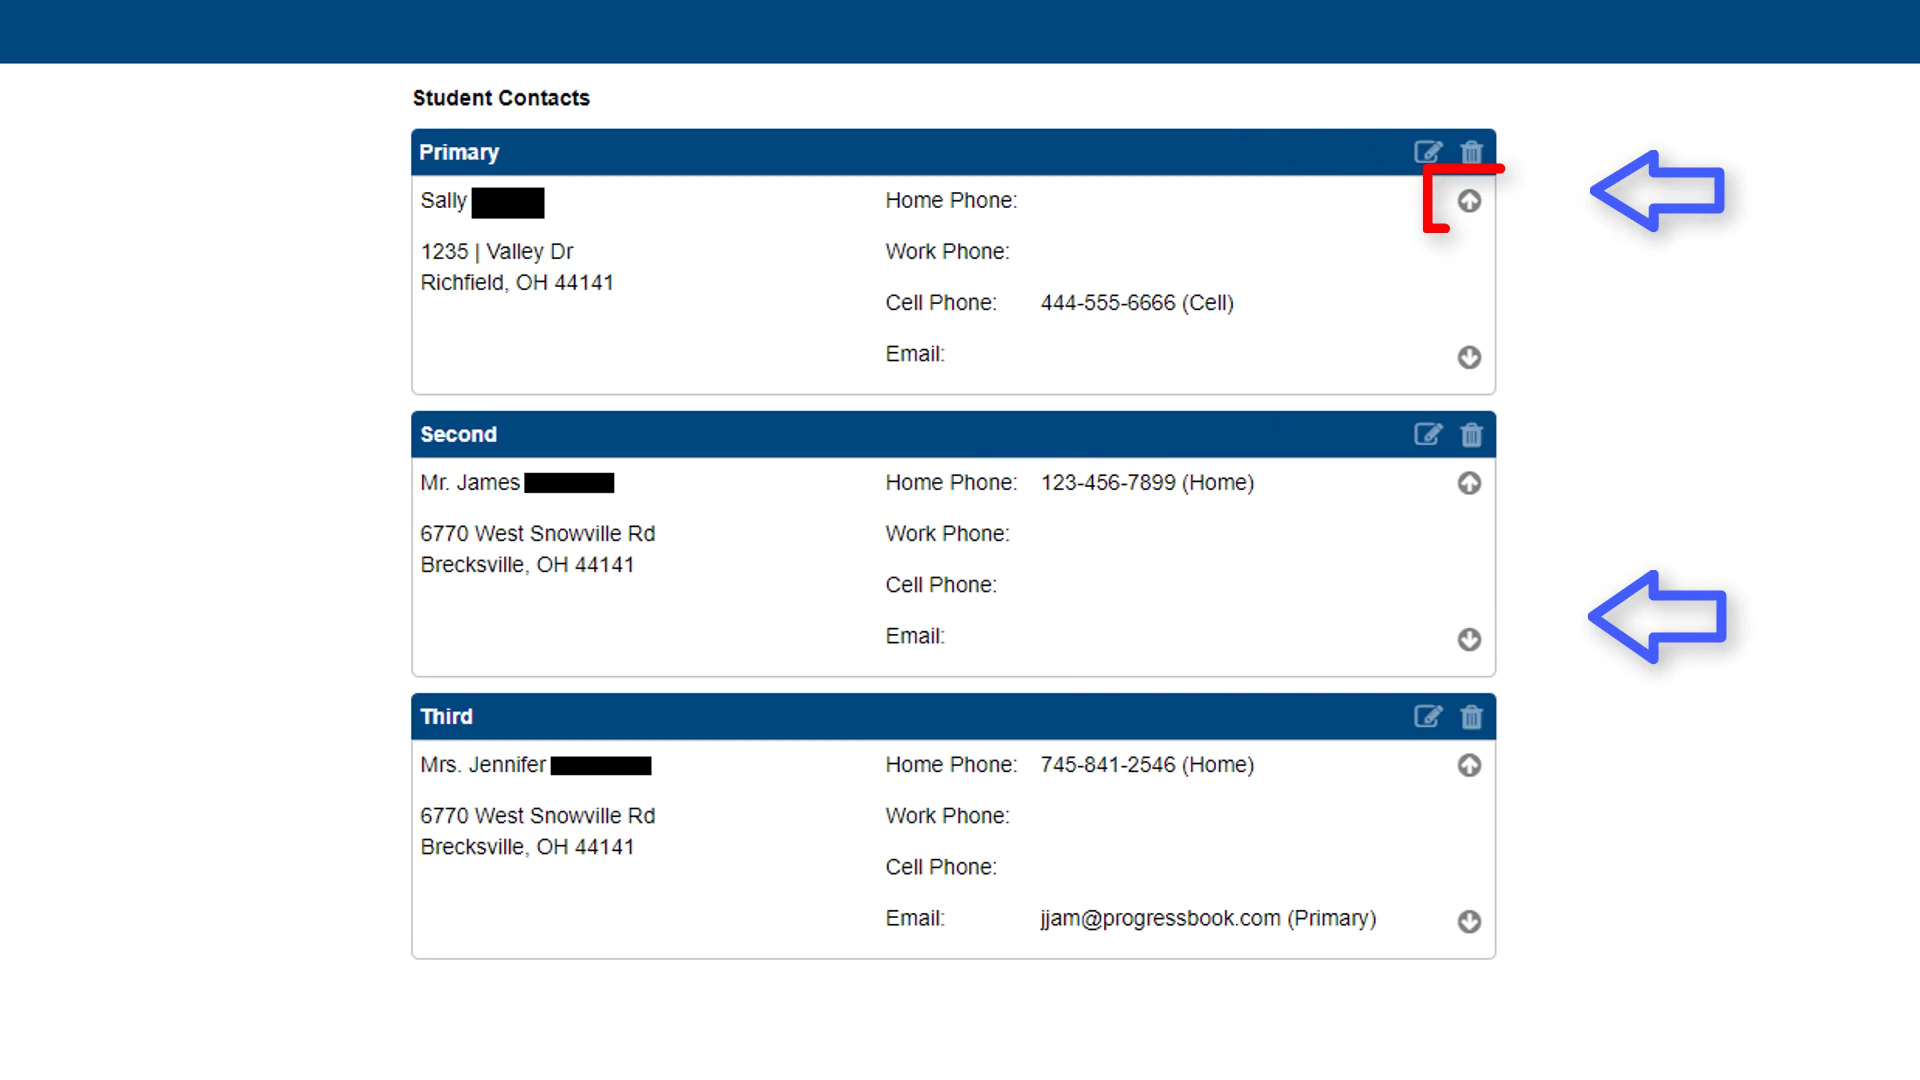 Student Contacts
Primary
Sally
Home Phone:
1235 | Valley Dr
Work Phone:
Richfield, OH 44141
Cell Phone: 444-555-6666 (Cell)
Email:
Second
Mr. James
Home Phone: 123-456-7899 (Home)
6770 West Snowville Rd
Work Phone:
Brecksville, OH 44141
Cell Phone:
Email:
Third
Mrs. Jennifer
Home Phone: 745-841-2546 (Home)
6770 West Snowville Rd
Work Phone:
Brecksville, OH 44141
Cell Phone:
Email: jjam@progressbook.com (Primary)